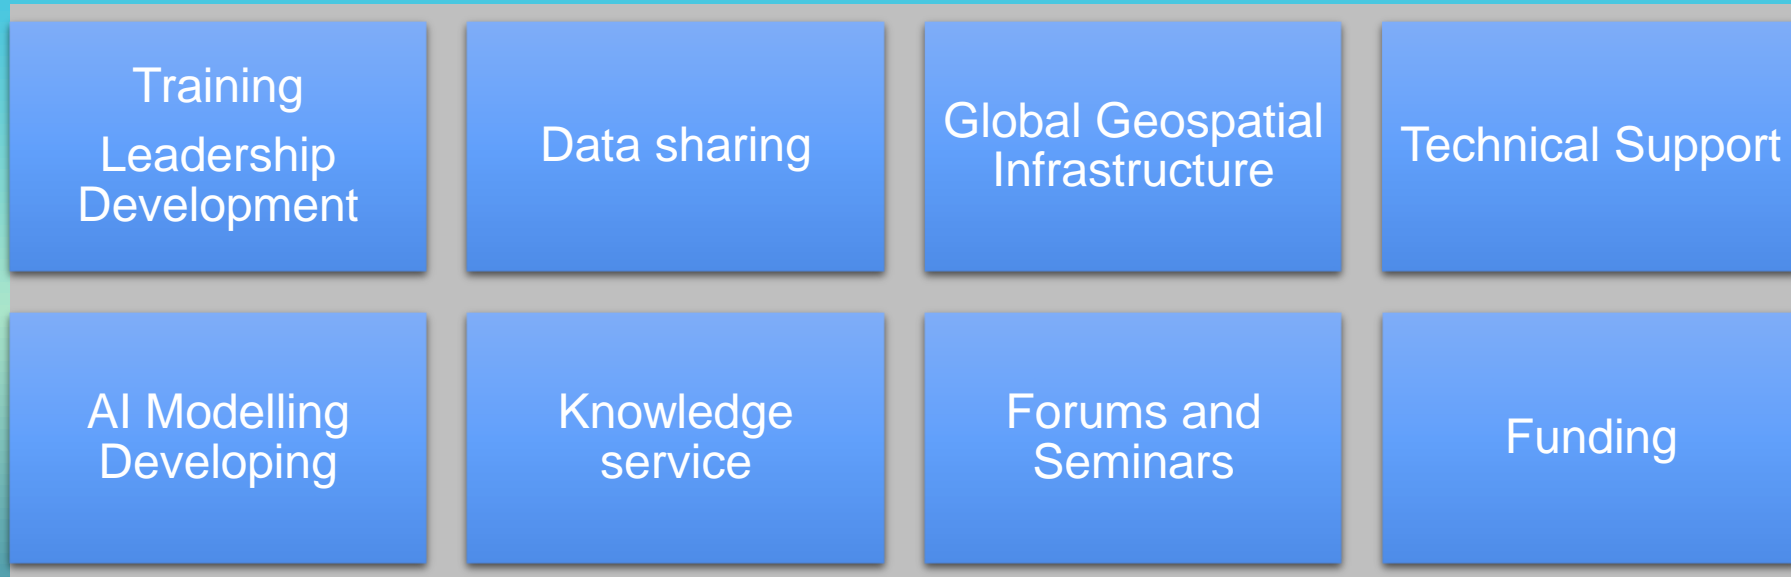 Training
Leadership
Development
Data sharing
Global Geospatial
Infrastructure
Technical Support
AI Modelling
Developing
Knowledge
service
Forums and
Seminars
Funding